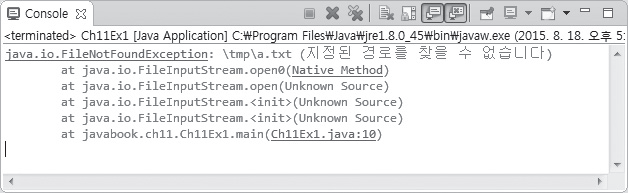 Console
<terminated> Ch11Ex1 [Java Application] C:₩Program Files₩Java₩jre1.8.0_45₩bin₩javaw.exe (2015. 8. 18. 오후 5:
java.io.FileNotFoundException: \tmp\a.txt (지정된 경로를 찾을 수 없습니다)
at java.io.FileInputStream.open0(Native Method)
at java.io.FileInputStream.open(Unknown Source)
at java.io.FileInputStream.<init>(Unknown Source)
at java.io.FileInputStream.<init>(Unknown Source)
at javabook.ch11.Ch11Ex1.main(Ch11Ex1.java:10)